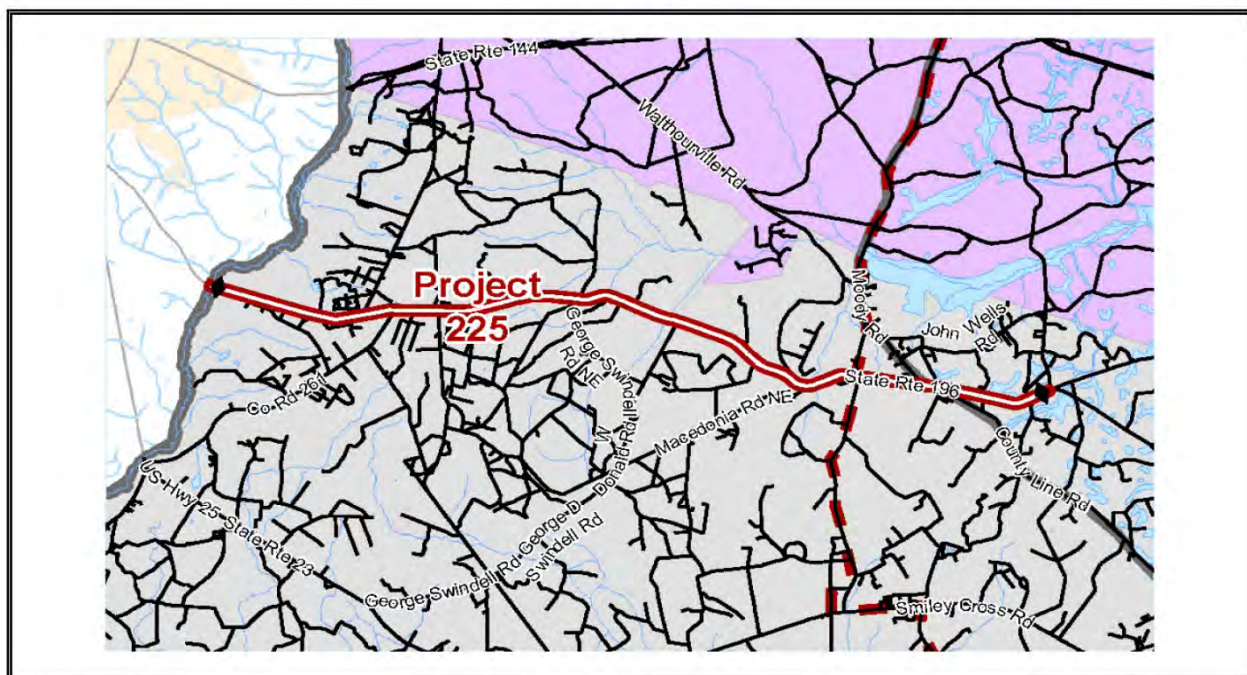 State Rte 144
Walthourville Rd
Project
225
Moody Rd
John Wells
Rd
George Swindell
Rd NE
State Rte 196
Co Rd 261
Macedonia Rd NE
W
Donald Rd
County Line Rd
US Hwy 25 State Rte 23
George D
Swindell Rd
George Swindell Rd
Smiley Cross Rd